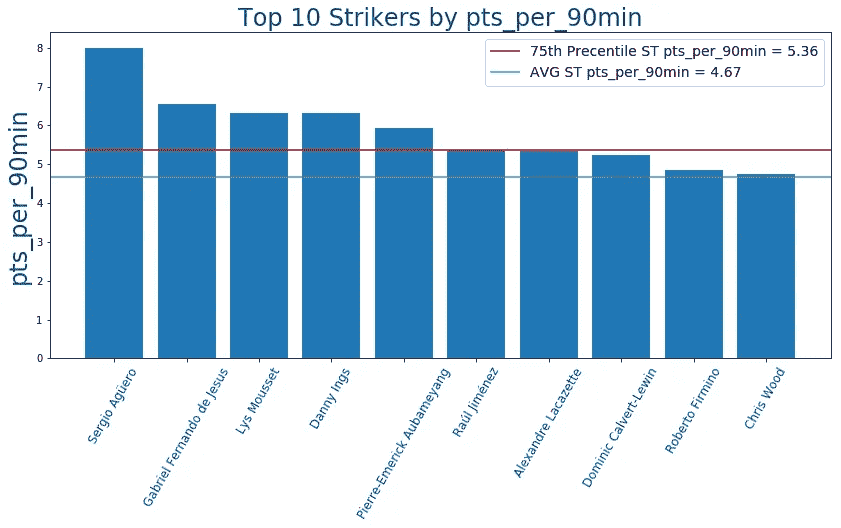 Top 10 Strikers by pts_per_90min
75th Precentile ST pts_per_90min = 5.36
AVG ST pts_per_90min = 4.67
pts_per_90min
8
7
6
5
4
3
2
1
0
Sergio Agüero
Gabriel Fernando de Jesus
Lys Mousset
Danny Ings
Pierre-Emerick Aubameyang
Raúl Jiménez
Alexandre Lacazette
Dominic Calvert-Lewin
Roberto Firmino
Chris Wood